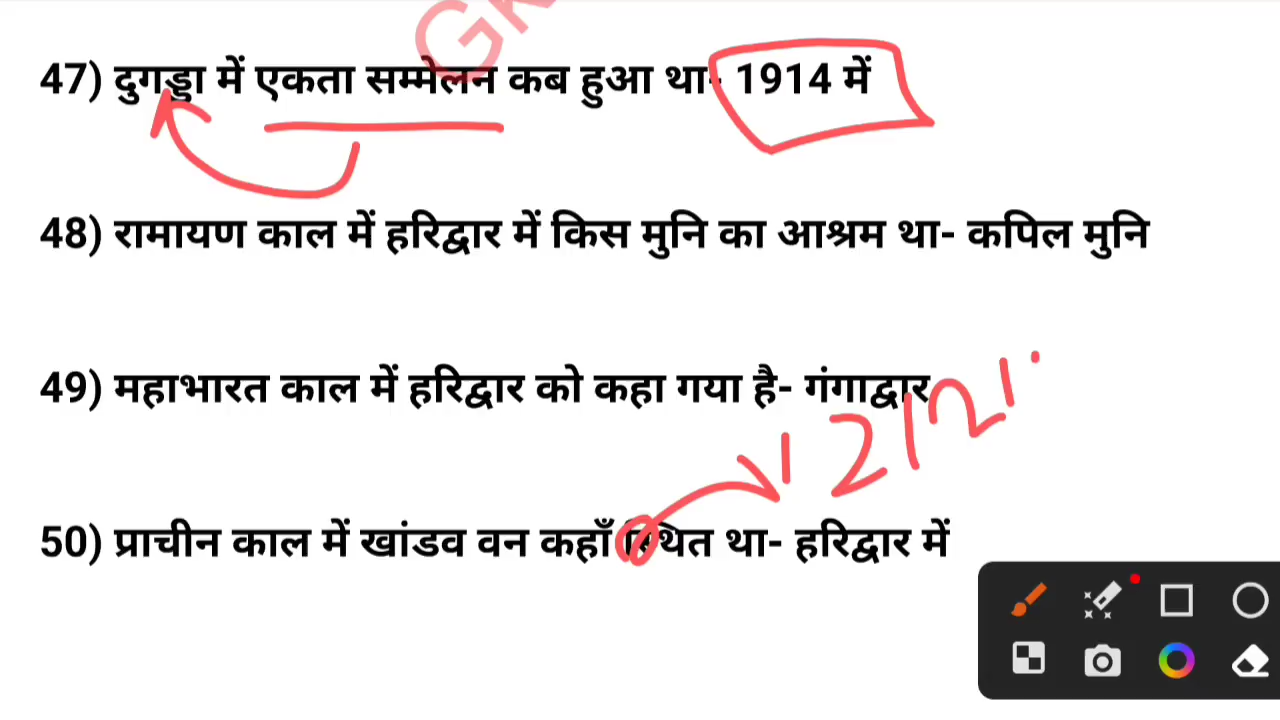 GK
47) दुगड्डा में एकता सम्मेलन कब हुआ था- 1914 में
48) रामायण काल में हरिद्वार में किस मुनि का आश्रम था- कपिल मुनि
49) महाभारत काल में हरिद्वार को कहा गया है- गंगाद्वार
50) प्राचीन काल में खांडव वन कहाँ स्थित था- हरिद्वार में